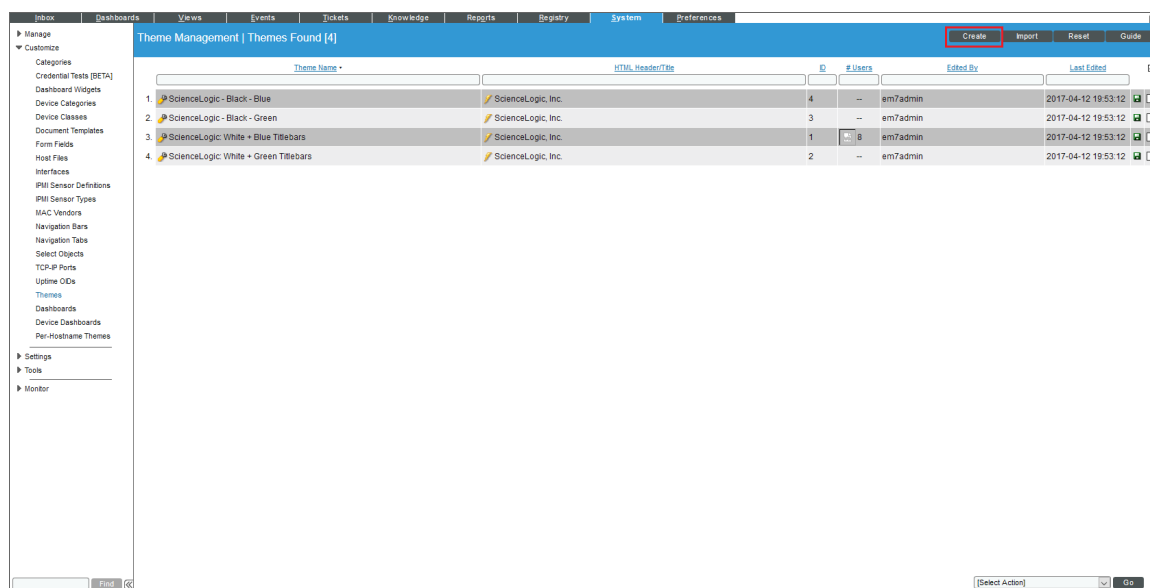 Inbox Dashboards Views Events Tickets Knowledge Reports Registry System Preferences
Manage
Customize
Categories
Credential Tests [BETA]
Dashboard Widgets
Device Categories
Device Classes
Document Templates
Form Fields
Host Files
Interfaces
IPMI Sensor Definitions
IPMI Sensor Types
MAC Vendors
Navigation Bars
Navigation Tabs
Select Objects
TCP-IP Ports
Uptime OIDs
Themes
Dashboards
Device Dashboards
Per-Hostname Themes
Settings
Tools
Monitor
Find
Theme Management | Themes Found [4] Create Import Reset Guide
Theme Name HTML Header/Title ID # Users Edited By Last Edited
1. ScienceLogic - Black - Blue ScienceLogic, Inc. 4 -- em7admin 2017-04-12 19:53:12
2. ScienceLogic - Black - Green ScienceLogic, Inc. 3 -- em7admin 2017-04-12 19:53:12
3. ScienceLogic: White + Blue Titlebars ScienceLogic, Inc. 1 8 em7admin 2017-04-12 19:53:12
4. ScienceLogic: White + Green Titlebars ScienceLogic, Inc. 2 -- em7admin 2017-04-12 19:53:12
[Select Action] Go